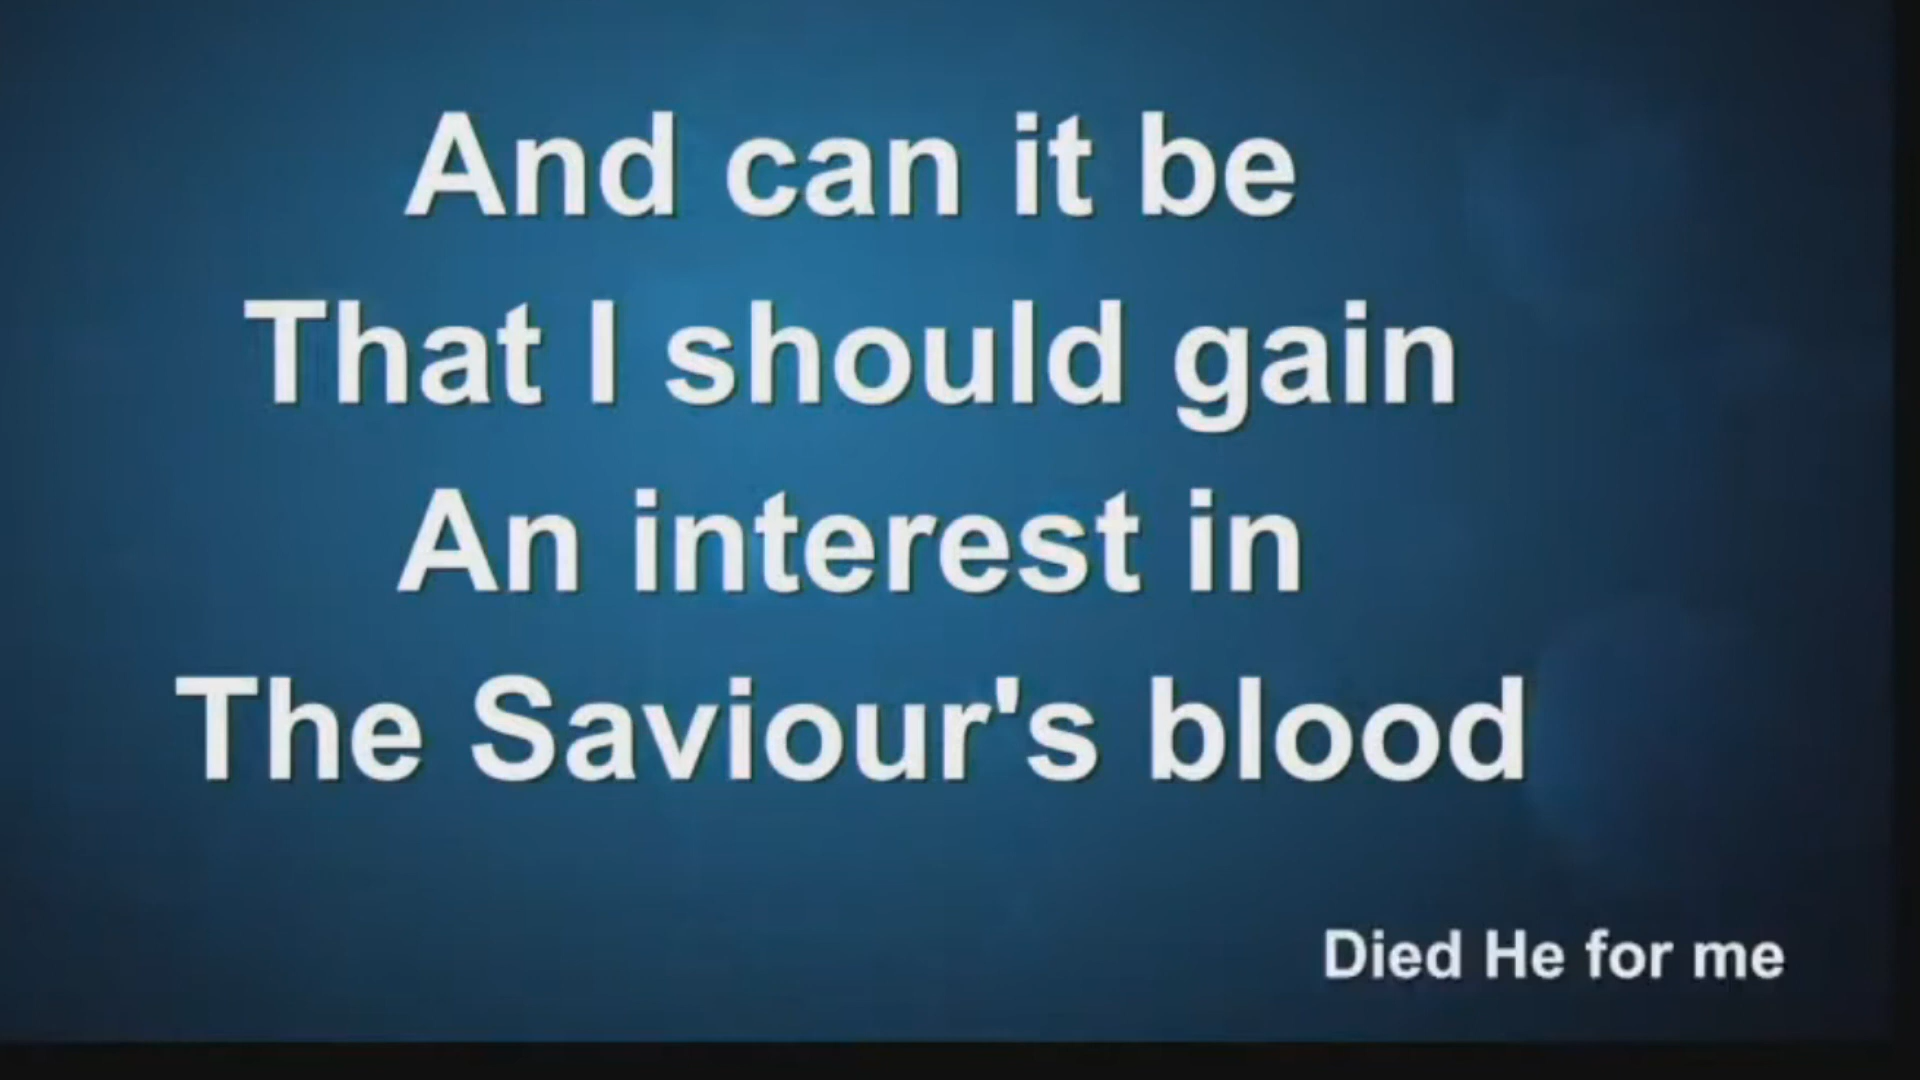 And can it be
That I should gain
An interest in
The Saviour's blood
Died He for me